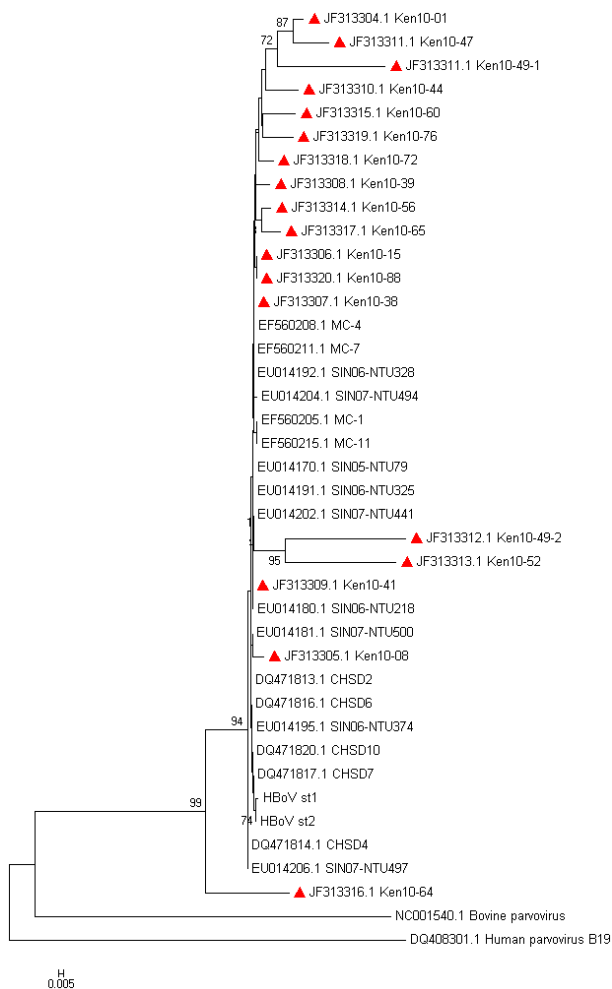 87
JF313304.1 Ken10-01
72
JF313311.1 Ken10-47
JF313311.1 Ken10-49-1
JF313310.1 Ken10-44
JF313315.1 Ken10-60
JF313319.1 Ken10-76
JF313318.1 Ken10-72
JF313308.1 Ken10-39
JF313314.1 Ken10-56
JF313317.1 Ken10-65
JF313306.1 Ken10-15
JF313320.1 Ken10-88
JF313307.1 Ken10-38
EF560208.1 MC-4
EF560211.1 MC-7
EU014192.1 SIN06-NTU328
EU014204.1 SIN07-NTU494
EF560205.1 MC-1
EF560215.1 MC-11
EU014170.1 SIN05-NTU79
EU014191.1 SIN06-NTU325
EU014202.1 SIN07-NTU441
JF313312.1 Ken10-49-2
95
JF313313.1 Ken10-52
JF313309.1 Ken10-41
EU014180.1 SIN06-NTU218
EU014181.1 SIN07-NTU500
JF313305.1 Ken10-08
DQ471813.1 CHSD2
DQ471816.1 CHSD6
94
EU014195.1 SIN06-NTU374
DQ471820.1 CHSD10
DQ471817.1 CHSD7
HBoV st1
99
74
HBoV st2
DQ471814.1 CHSD4
EU014206.1 SIN07-NTU497
JF313316.1 Ken10-64
NC001540.1 Bovine parvovirus
DQ408301.1 Human parvovirus B19
0.005